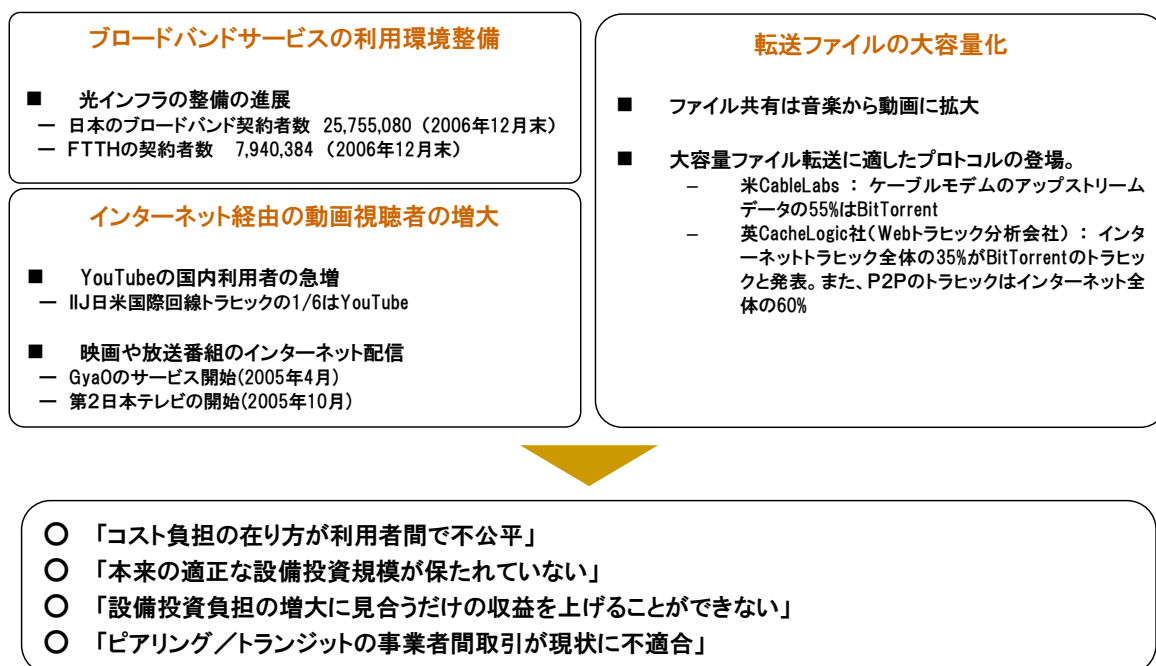 ブロードバンドサービスの利用環境整備
■ 光インフラの整備の進展
― 日本のブロードバンド契約者数 25,755,080 (2006年12月末)
― FTTHの契約者数 7,940,384 (2006年12月末)
インターネット経由の動画視聴者の増大
■ YouTubeの国内利用者の急増
― IIJ日米国際回線トラヒックの1/6はYouTube
■ 映画や放送番組のインターネット配信
― GyaOのサービス開始(2005年4月)
― 第2日本テレビの開始(2005年10月)
転送ファイルの大容量化
■ ファイル共有は音楽から動画に拡大
■ 大容量ファイル転送に適したプロトコルの登場。
– 米CableLabs : ケーブルモデムのアップストリーム
データの55%はBitTorrent
– 英CacheLogic社(Webトラヒック分析会社) : インタ
ーネットトラヒック全体の35%がBitTorrentのトラヒッ
クと発表。また、P2Pのトラヒックはインターネット全
体の60%
○ 「コスト負担の在り方が利用者間で不公平」
○ 「本来の適正な設備投資規模が保たれていない」
○ 「設備投資負担の増大に見合うだけの収益を上げることができない」
○ 「ピアリング/トランジットの事業者間取引が現状に不適合」